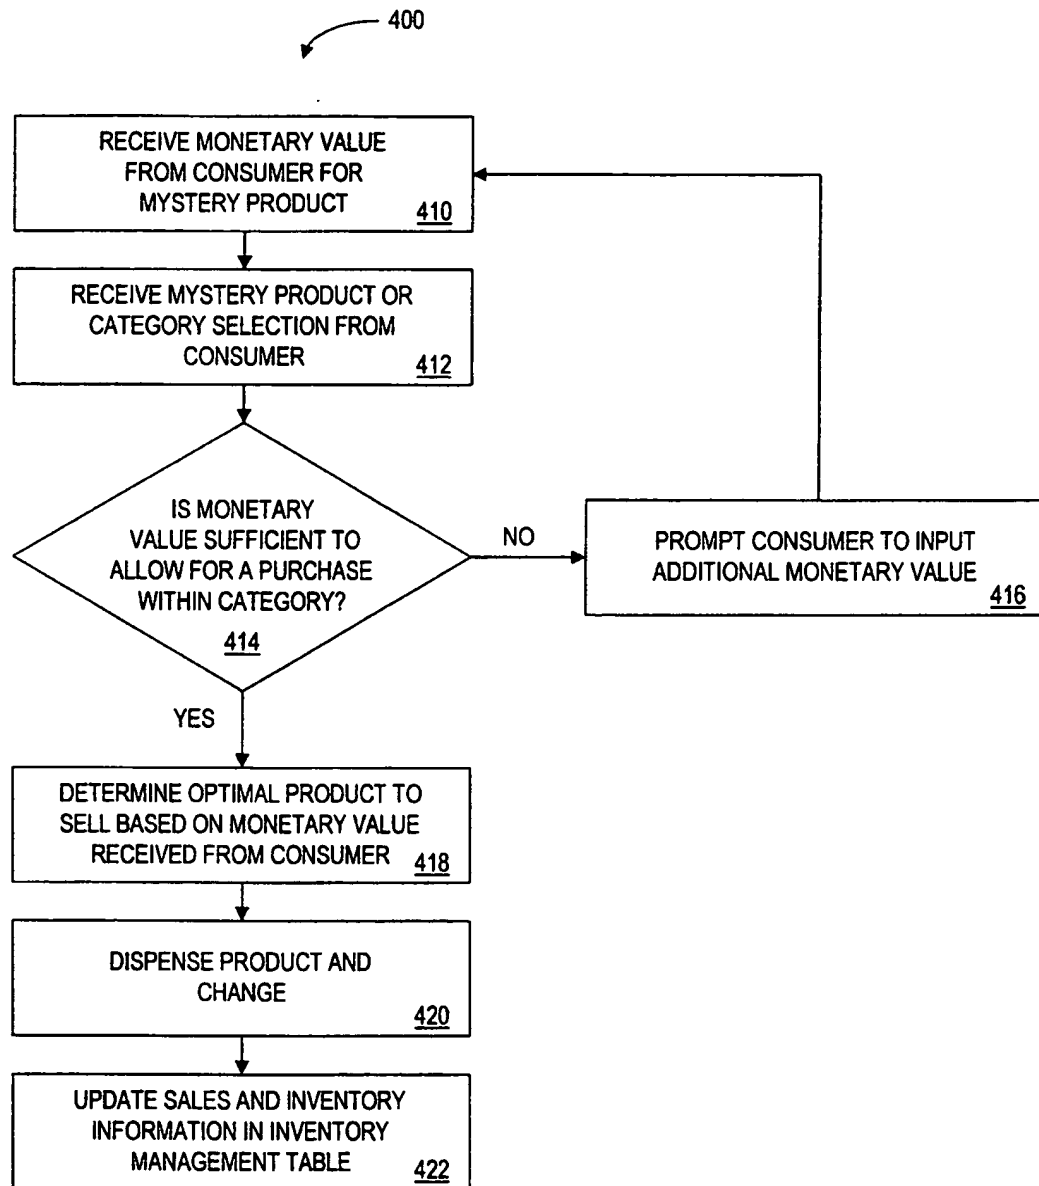 400
RECEIVE MONETARY VALUE
FROM CONSUMER FOR
MYSTERY PRODUCT
410
RECEIVE MYSTERY PRODUCT OR
CATEGORY SELECTION FROM
CONSUMER
412
IS MONETARY
VALUE SUFFICIENT TO
ALLOW FOR A PURCHASE
WITHIN CATEGORY?
414
NO
PROMPT CONSUMER TO INPUT
ADDITIONAL MONETARY VALUE
416
YES
DETERMINE OPTIMAL PRODUCT TO
SELL BASED ON MONETARY VALUE
RECEIVED FROM CONSUMER
418
DISPENSE PRODUCT AND
CHANGE
420
UPDATE SALES AND INVENTORY
INFORMATION IN INVENTORY
MANAGEMENT TABLE
422